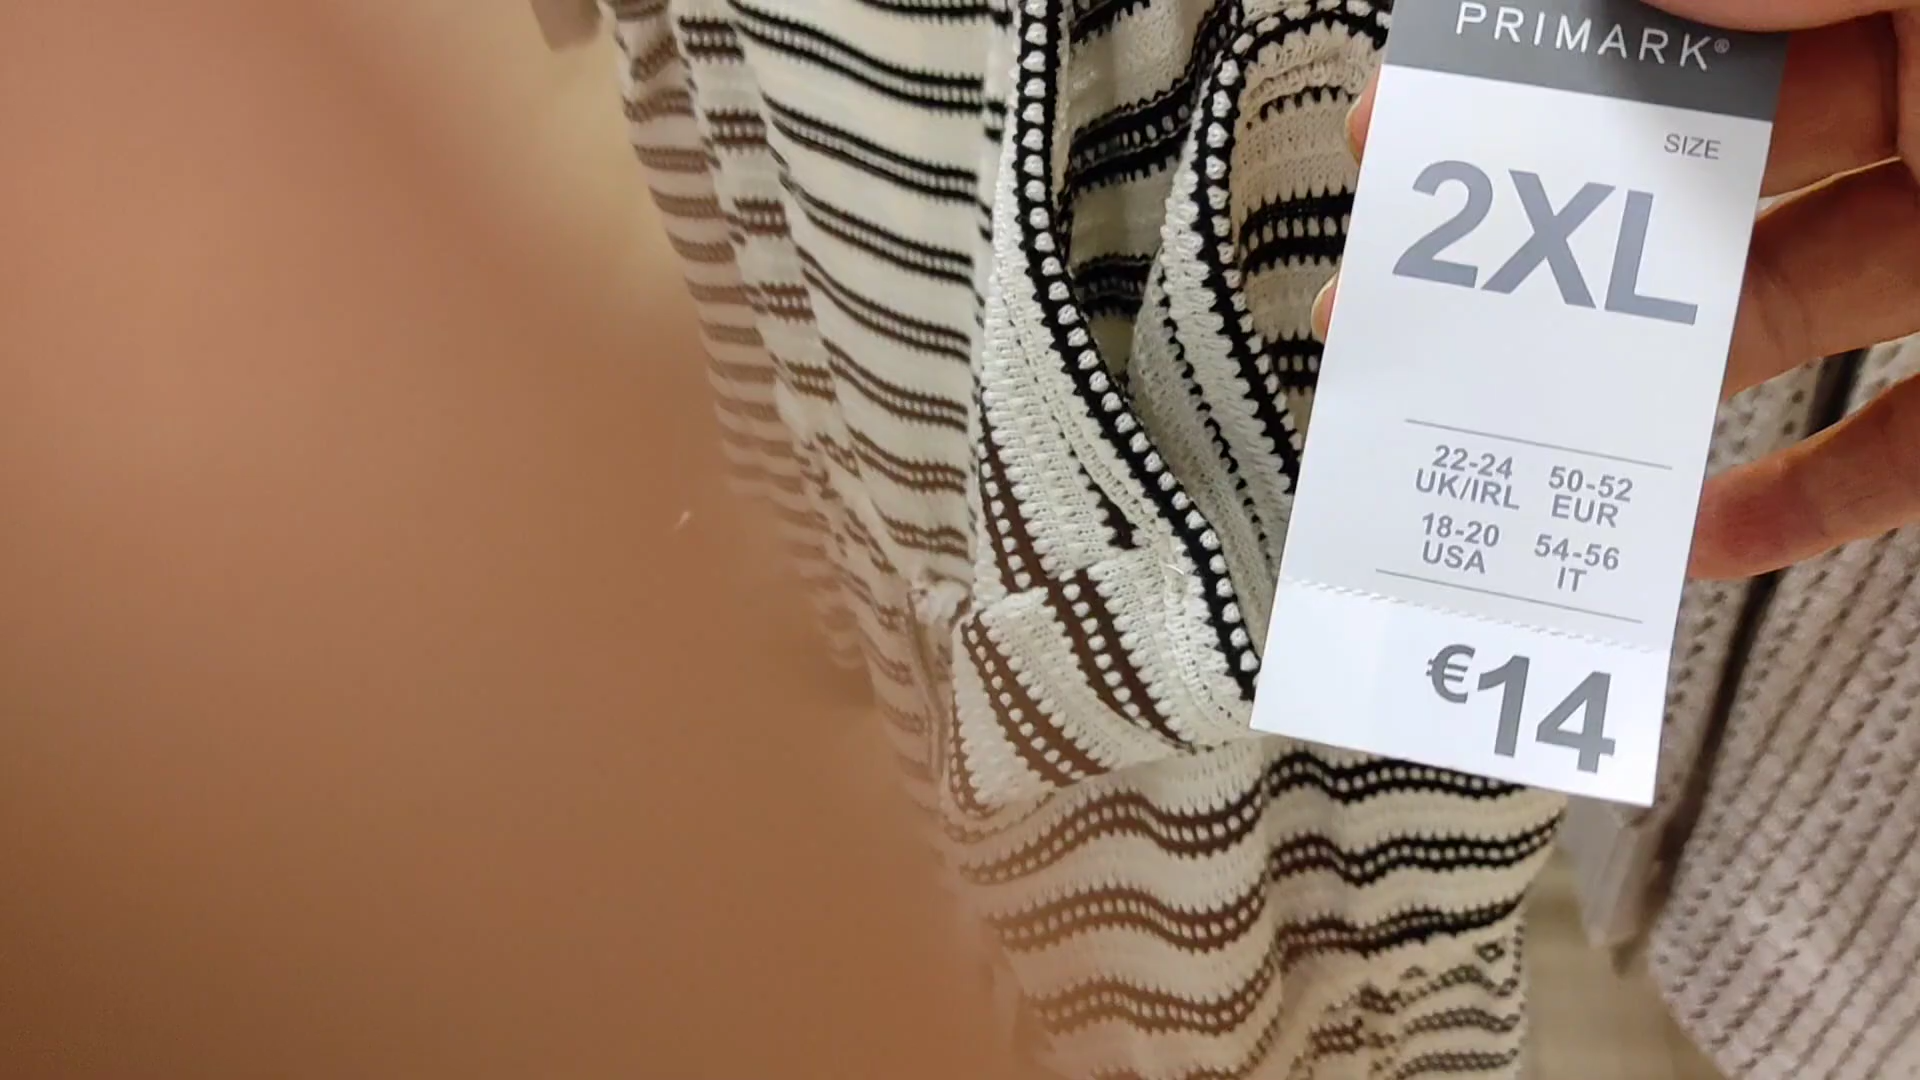 PRIMARK®
SIZE
2XL
22-24 50-52
UK/IRL EUR
18-20 54-56
USA IT
€14